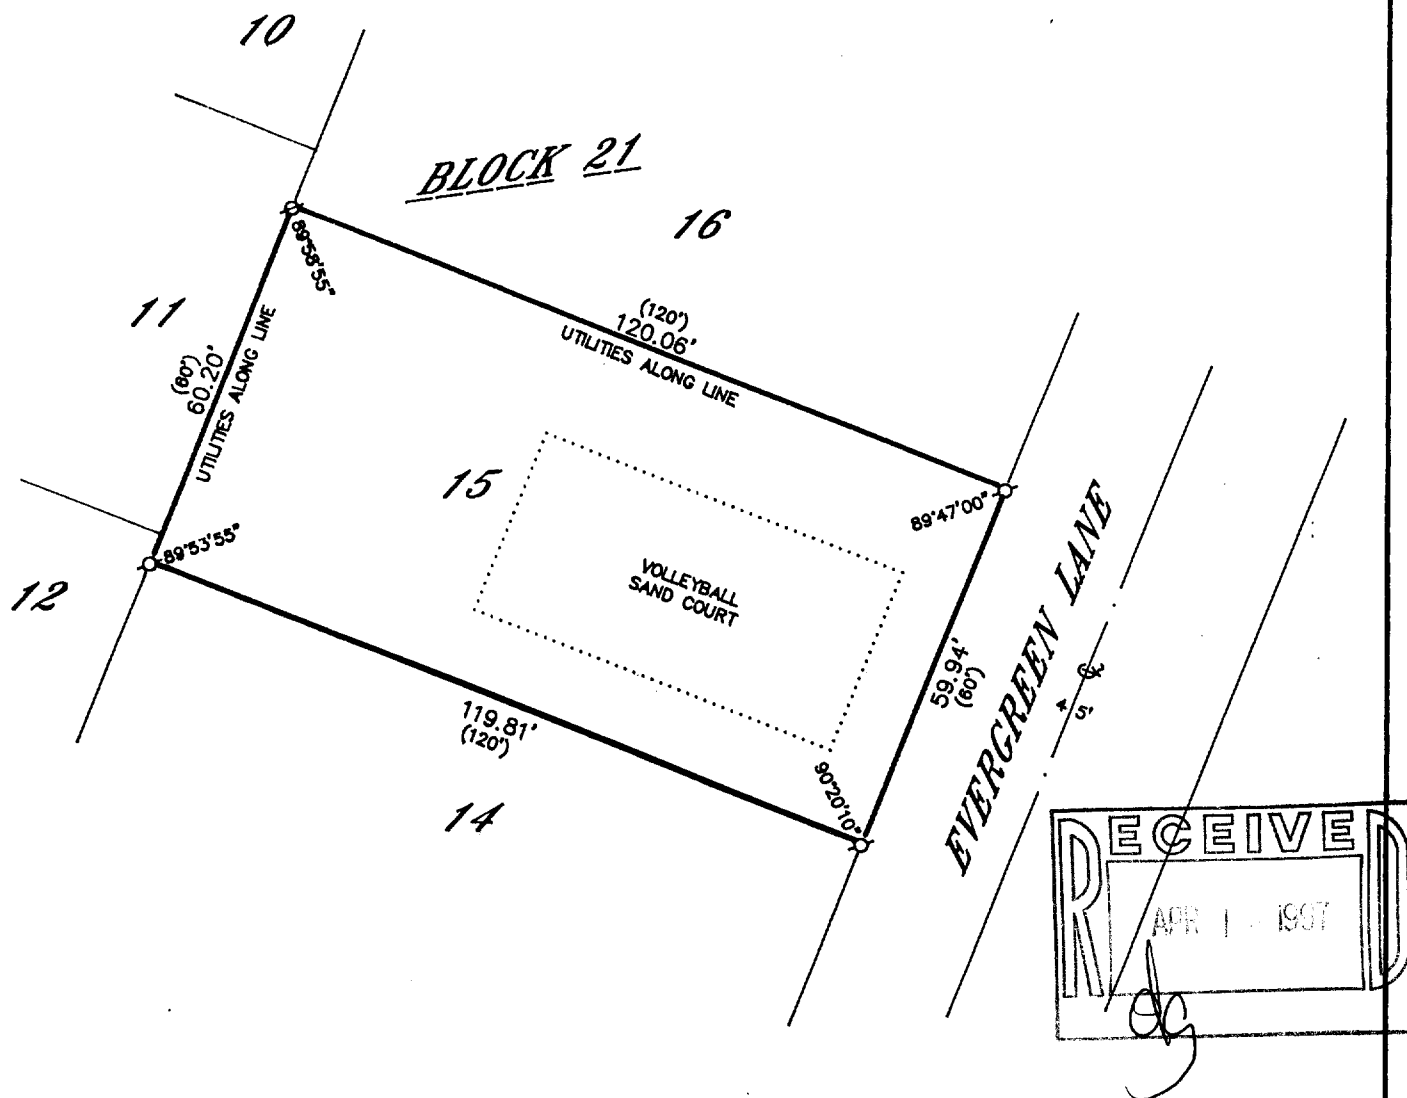 10
BLOCK 21
16
89°58'55"
11
(60')
60.20'
UTILITIES ALONG LINE
(120')
120.06'
UTILITIES ALONG LINE
15
89°47'00"
89°53'55"
12
VOLLEYBALL
SAND COURT
EVERGREEN LANE
59.94'
(60')
119.81'
(120')
90°20'10"
14
RECEIVED
APR 1 1997